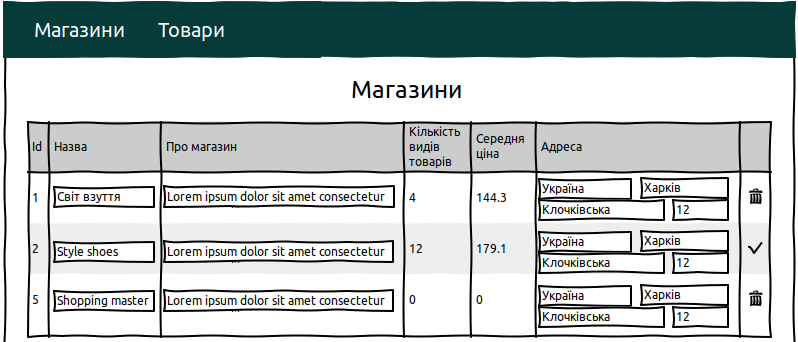 Магазини Товари
Магазини
Id Назва Про магазин Кількість видів товарів Середня ціна Адреса
1 Світ взуття Lorem ipsum dolor sit amet consectetur 4 144.3 Україна Харків
Клочківська 12
2 Style shoes Lorem ipsum dolor sit amet consectetur 12 179.1 Україна Харків
Клочківська 12
5 Shopping master Lorem ipsum dolor sit amet consectetur 0 0 Україна Харків
Клочківська 12